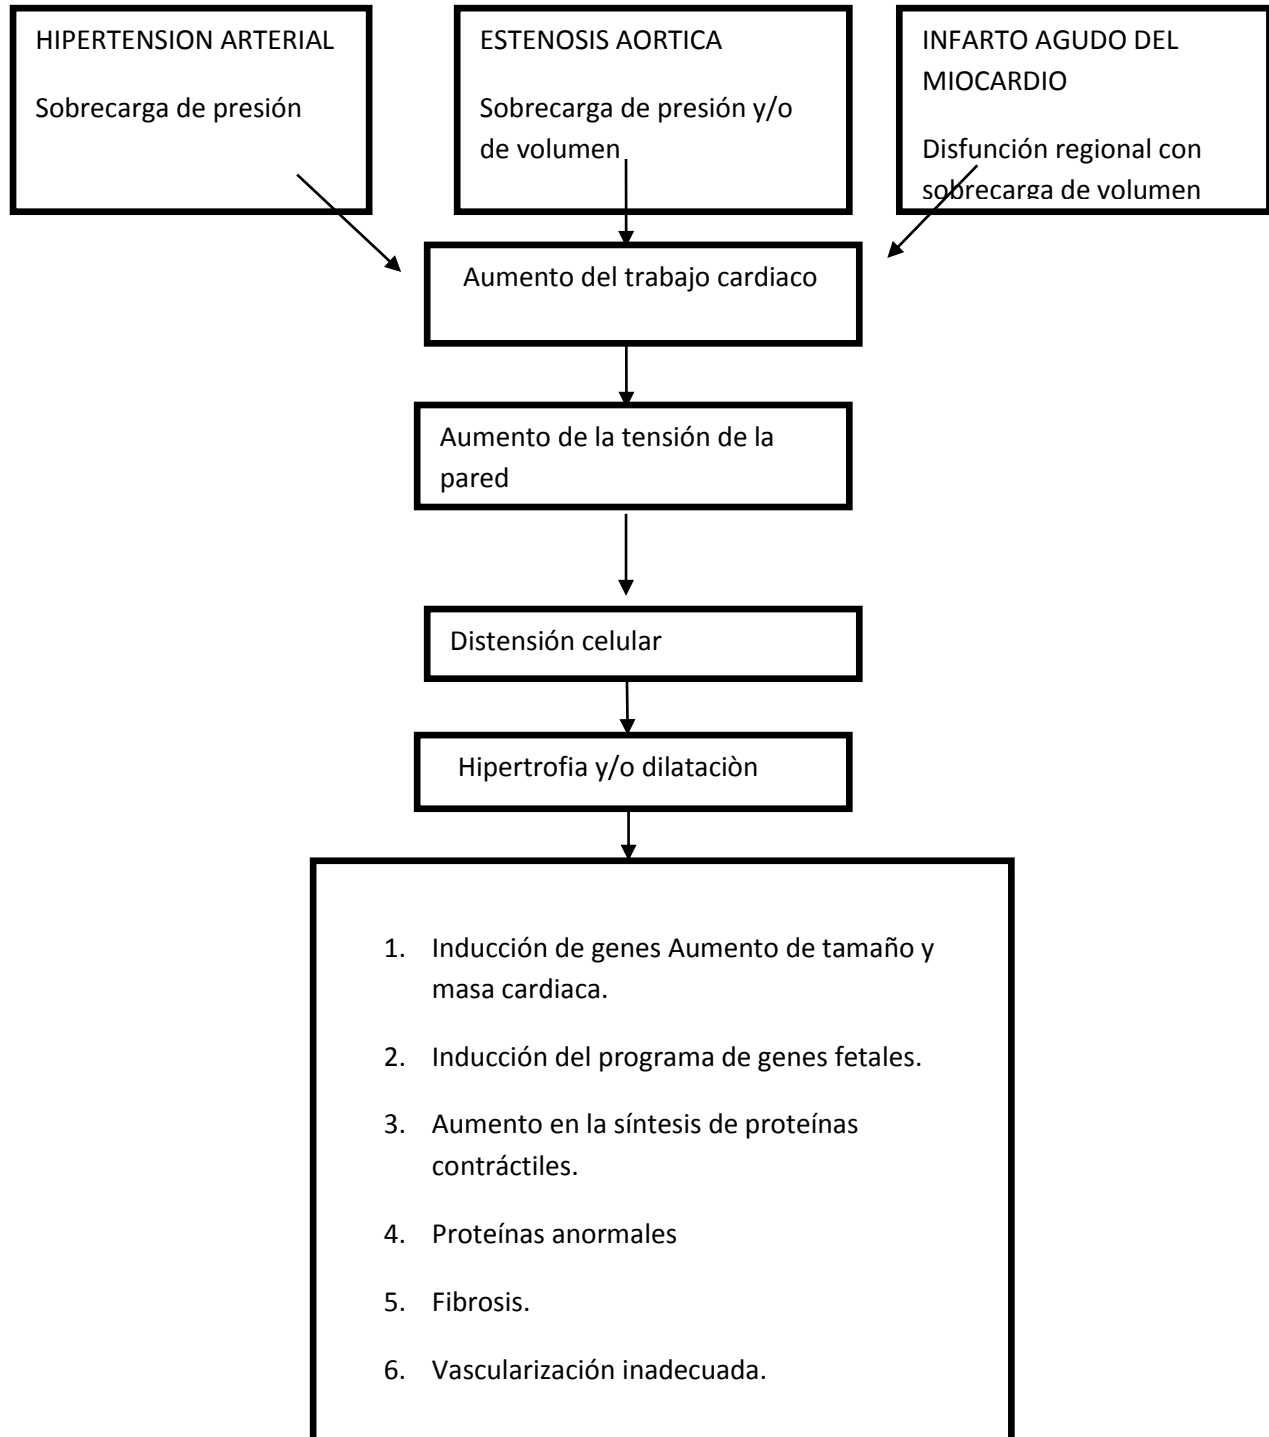 HIPERTENSION ARTERIAL
Sobrecarga de presión
ESTENOSIS AORTICA
Sobrecarga de presión y/o
de volumen
INFARTO AGUDO DEL
MIOCARDIO
Disfunción regional con
sobrecarga de volumen
Aumento del trabajo cardiaco
Aumento de la tensión de la
pared
Distensión celular
Hipertrofia y/o dilataciòn
1. Inducción de genes Aumento de tamaño y
masa cardiaca.
2. Inducción del programa de genes fetales.
3. Aumento en la síntesis de proteínas
contráctiles.
4. Proteínas anormales
5. Fibrosis.
6. Vascularización inadecuada.